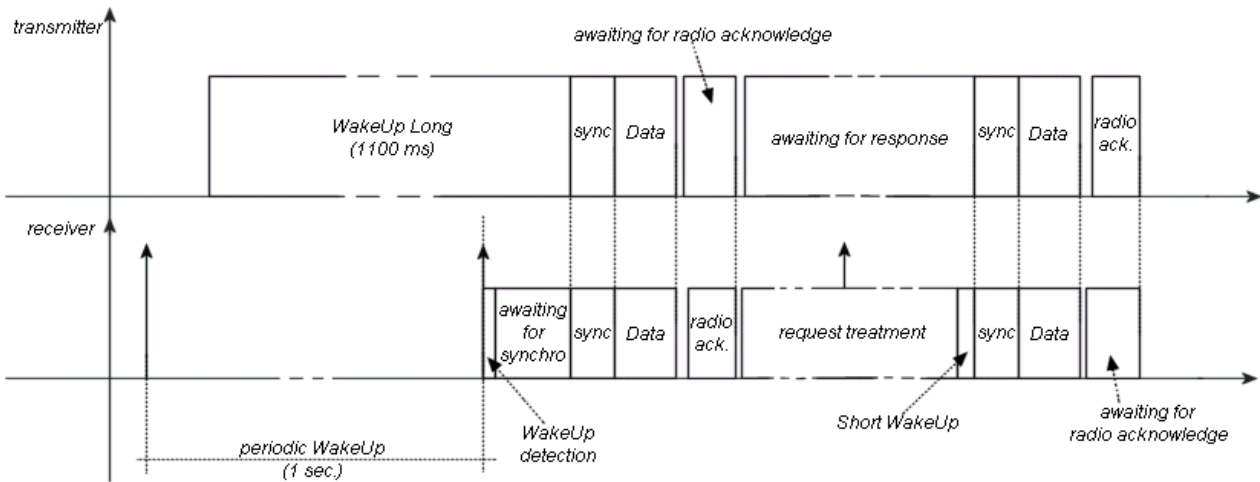 transmitter
awaiting for radio acknowledge
WakeUp Long
(1100 ms)
sync
Data
awaiting for response
sync
Data
radio
ack.
receiver
awaiting
for
synchro
sync
Data
radio
ack.
request treatment
sync
Data
periodic WakeUp
(1 sec.)
WakeUp
detection
Short WakeUp
awaiting for
radio acknowledge